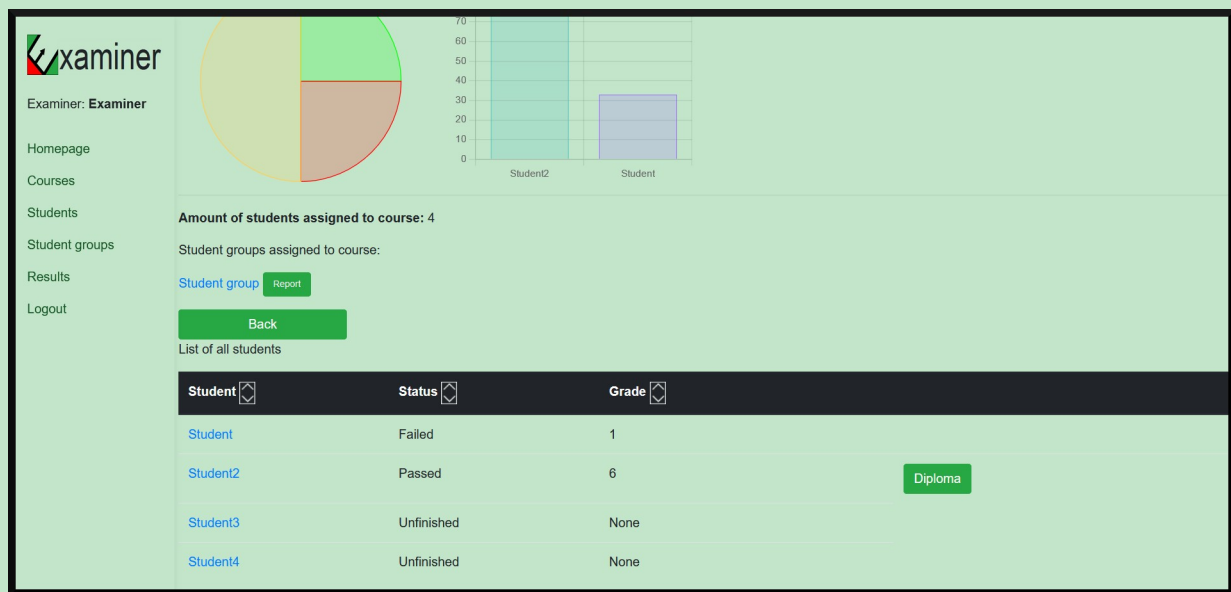 Examiner
Examiner: Examiner
Homepage
Courses
Students
Student groups
Results
Logout
70
60
50
40
30
20
10
0
Student2 Student
Amount of students assigned to course: 4
Student groups assigned to course:
Student group Report
Back
List of all students
Student Status Grade
Student Failed 1
Student2 Passed 6 Diploma
Student3 Unfinished None
Student4 Unfinished None